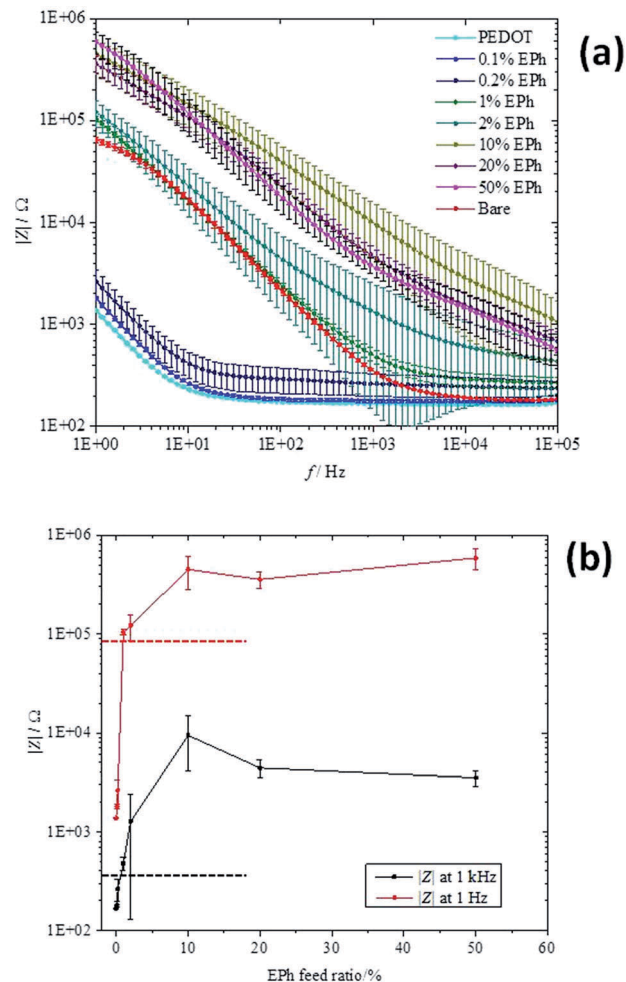 (a)
1E+06
1E+05
1E+04
1E+03
1E+02
|Z| / Ω
PEDOT
0.1% EPh
0.2% EPh
1% EPh
2% EPh
10% EPh
20% EPh
50% EPh
Bare
1E+00 1E+01 1E+02 1E+03 1E+04 1E+05
f/ Hz
(b)
1E+06
1E+05
1E+04
1E+03
1E+02
|Z| / Ω
|Z| at 1 kHz
|Z| at 1 Hz
0 10 20 30 40 50 60
EPh feed ratio/%